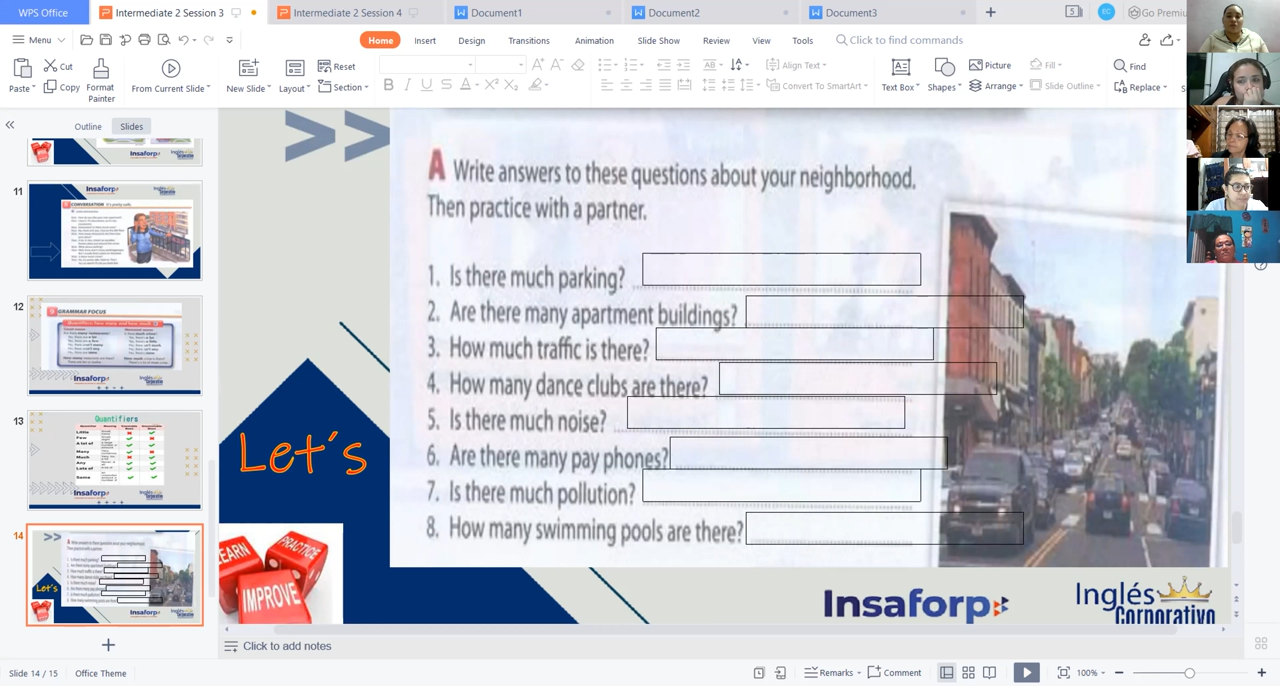 WPS Office
Intermediate 2 Session 3
Intermediate 2 Session 4
Document1
Document2
Document3
5
EC
Go Premiu
Menu
Home
Insert
Design
Transitions
Animation
Slide Show
Review
View
Tools
Click to find commands
Paste
Cut
Copy
Format
Painter
From Current Slide
New Slide
Layout
Reset
Section
Align Text
Convert To SmartArt
Text Box
Shapes
Picture
Arrange
Fill
Slide Outline
Find
Replace
Outline
Slides
11
12
GRAMMAR FOCUS
13
Quantifiers
14
A Write answers to these questions about your neighborhood.
Then practice with a partner.
1. Is there much parking?
2. Are there many apartment buildings?
3. How much traffic is there?
4. How many dance clubs are there?
5. Is there much noise?
6. Are there many pay phones?
7. Is there much pollution?
8. How many swimming pools are there?
Let´s
LEARN
PRACTICE
IMPROVE
Insaforp
Inglés
Corporativo
Click to add notes
Slide 14 / 15
Office Theme
Remarks
Comment
100%